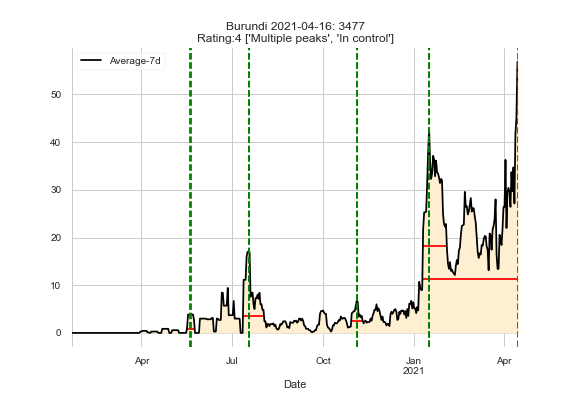 Burundi 2021-04-16: 3477
Rating:4 ['Multiple peaks', 'In control']
Average-7d
50
40
30
20
10
0
Apr
Jul
Oct
Jan
2021
Apr
Date